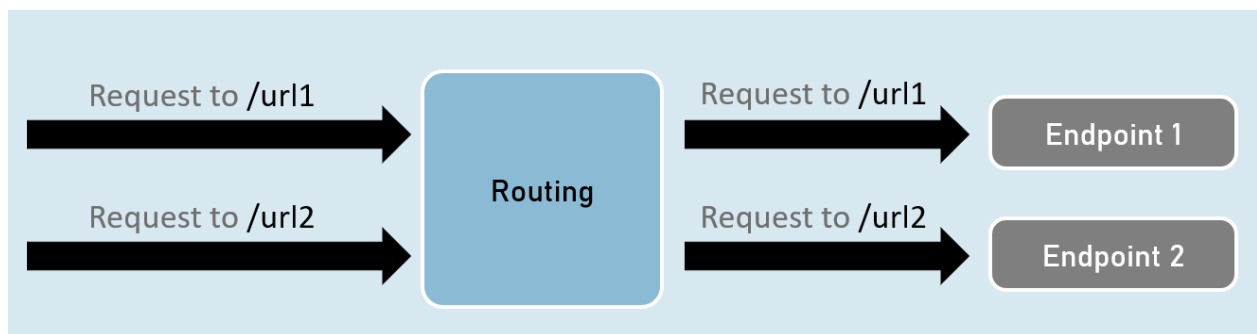 Request to /url1
Request to /url1
Endpoint 1
Routing
Request to /url2
Request to /url2
Endpoint 2